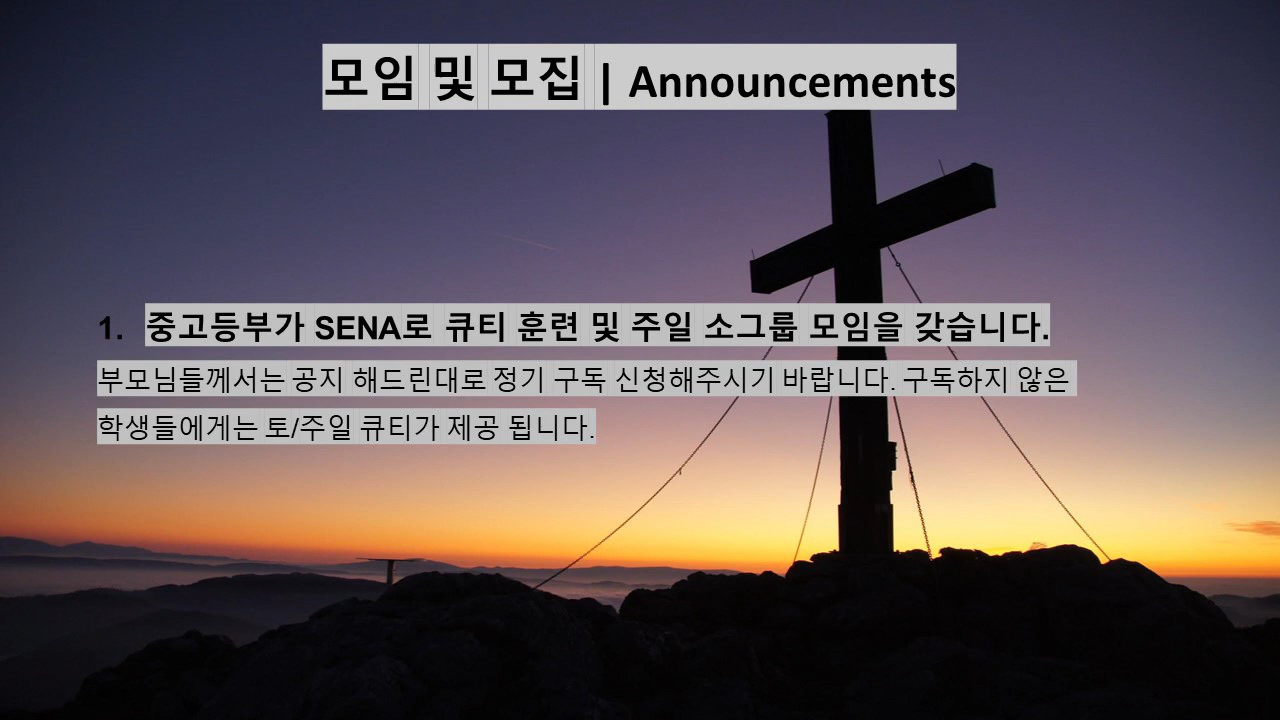 모임 및 모집 | Announcements
1. 중고등부가 SENA로 큐티 훈련 및 주일 소그룹 모임을 갖습니다.
부모님들께서는 공지 해드린대로 정기 구독 신청해주시기 바랍니다. 구독하지 않은
학생들에게는 토/주일 큐티가 제공 됩니다.